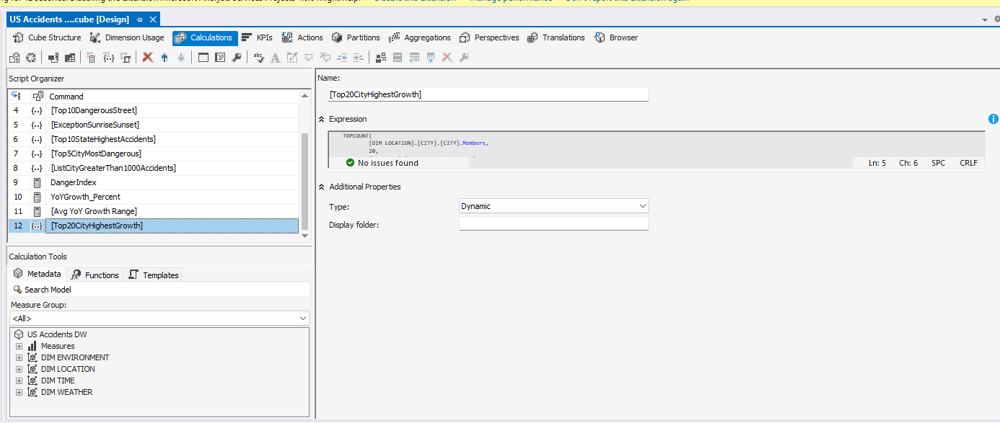 US Accidents ....cube [Design]
Cube Structure Dimension Usage Calculations KPIs Actions Partitions Aggregations Perspectives Translations Browser
Script Organizer
Command
4 [Top10DangerousStreet]
5 [ExceptionSunriseSunset]
6 [Top10StateHighestAccidents]
7 [Top5CityMostDangerous]
8 [ListCityGreaterThan1000Accidents]
9 DangerIndex
10 YoYGrowth_Percent
11 [Avg YoY Growth Range]
12 [Top20CityHighestGrowth]
Calculation Tools
Metadata Functions Templates
Search Model
Measure Group:
<All>
US Accidents DW
Measures
DIM ENVIRONMENT
DIM LOCATION
DIM TIME
DIM WEATHER
Name:
[Top20CityHighestGrowth]
Expression
TOPCOUNT(
[DIM LOCATION].[CITY].[CITY].Members,
20,
No issues found Ln: 5 Ch: 6 SPC CRLF
Additional Properties
Type: Dynamic
Display folder: